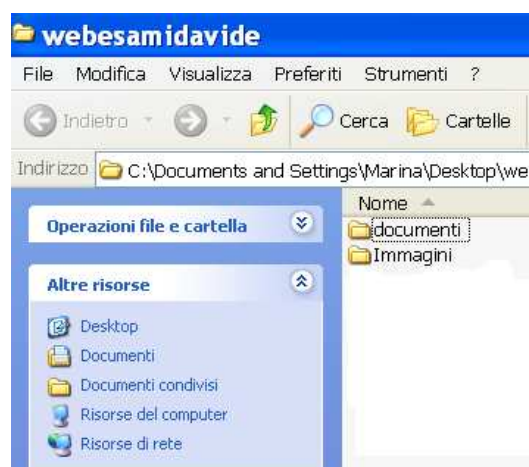 webesamidavide
File Modifica Visualizza Preferiti Strumenti ?
Indietro Cerca Cartelle
Indirizzo C:\Documents and Settings\Marina\Desktop\we
Nome
documenti
Immagini
Operazioni file e cartella
Altre risorse
Desktop
Documenti
Documenti condivisi
Risorse del computer
Risorse di rete